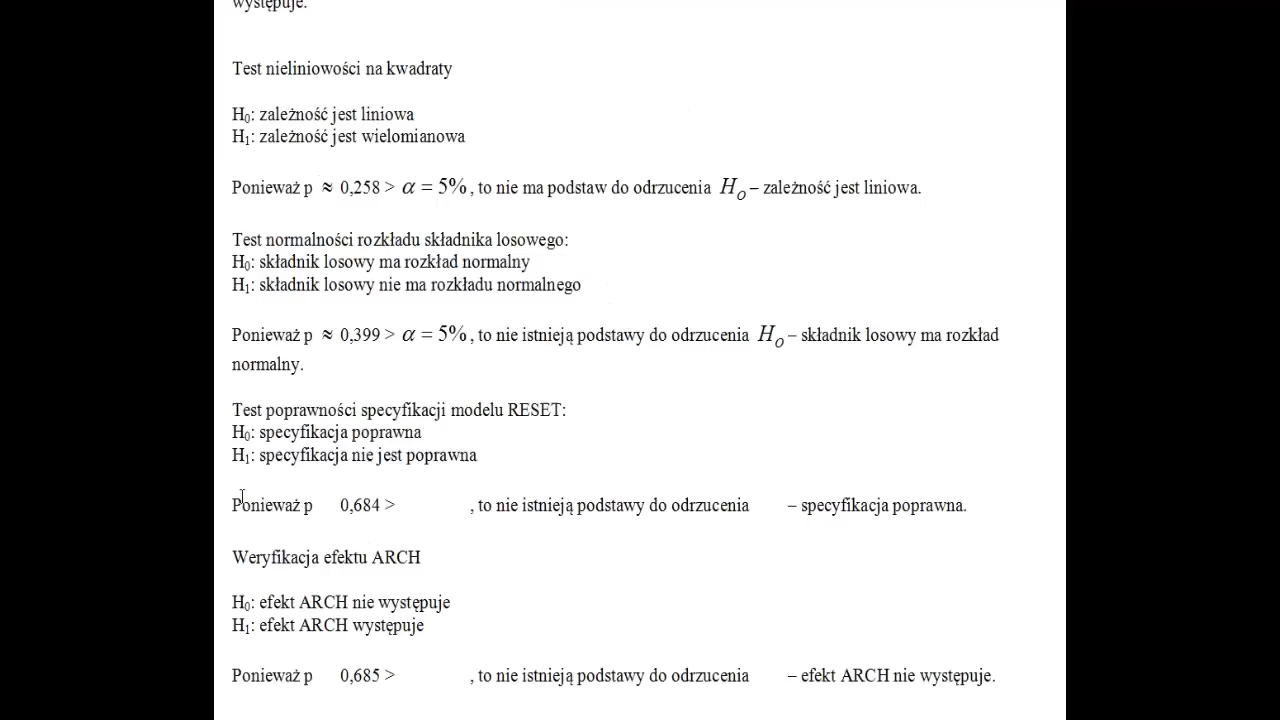 występuje.
Test nieliniowości na kwadraty
H₀: zależność jest liniowa
H₁: zależność jest wielomianowa
Ponieważ p ≈ 0,258 > α = 5%, to nie ma podstaw do odrzucenia H₀ – zależność jest liniowa.
Test normalności rozkładu składnika losowego:
H₀: składnik losowy ma rozkład normalny
H₁: składnik losowy nie ma rozkładu normalnego
Ponieważ p ≈ 0,399 > α = 5%, to nie istnieją podstawy do odrzucenia H₀ – składnik losowy ma rozkład
normalny.
Test poprawności specyfikacji modelu RESET:
H₀: specyfikacja poprawna
H₁: specyfikacja nie jest poprawna
Ponieważ p 0,684 > , to nie istnieją podstawy do odrzucenia – specyfikacja poprawna.
Weryfikacja efektu ARCH
H₀: efekt ARCH nie występuje
H₁: efekt ARCH występuje
Ponieważ p 0,685 > , to nie istnieją podstawy do odrzucenia – efekt ARCH nie występuje.